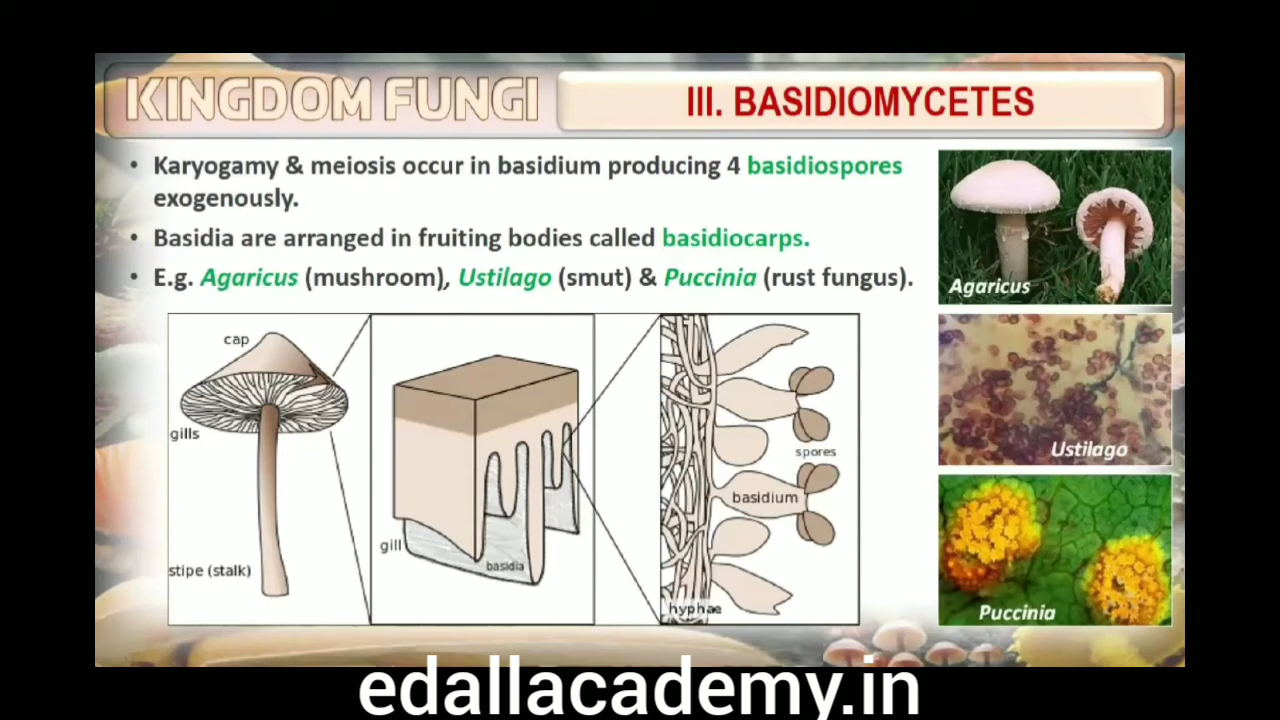 KINGDOM FUNGI
III. BASIDIOMYCETES
• Karyogamy & meiosis occur in basidium producing 4 basidiospores
exogenously.
• Basidia are arranged in fruiting bodies called basidiocarps.
• E.g. Agaricus (mushroom), Ustilago (smut) & Puccinia (rust fungus).
cap
gills
stipe (stalk)
gill
basidia
spores
basidium
hyphae
Agaricus
Ustilago
Puccinia
edallacademy.in